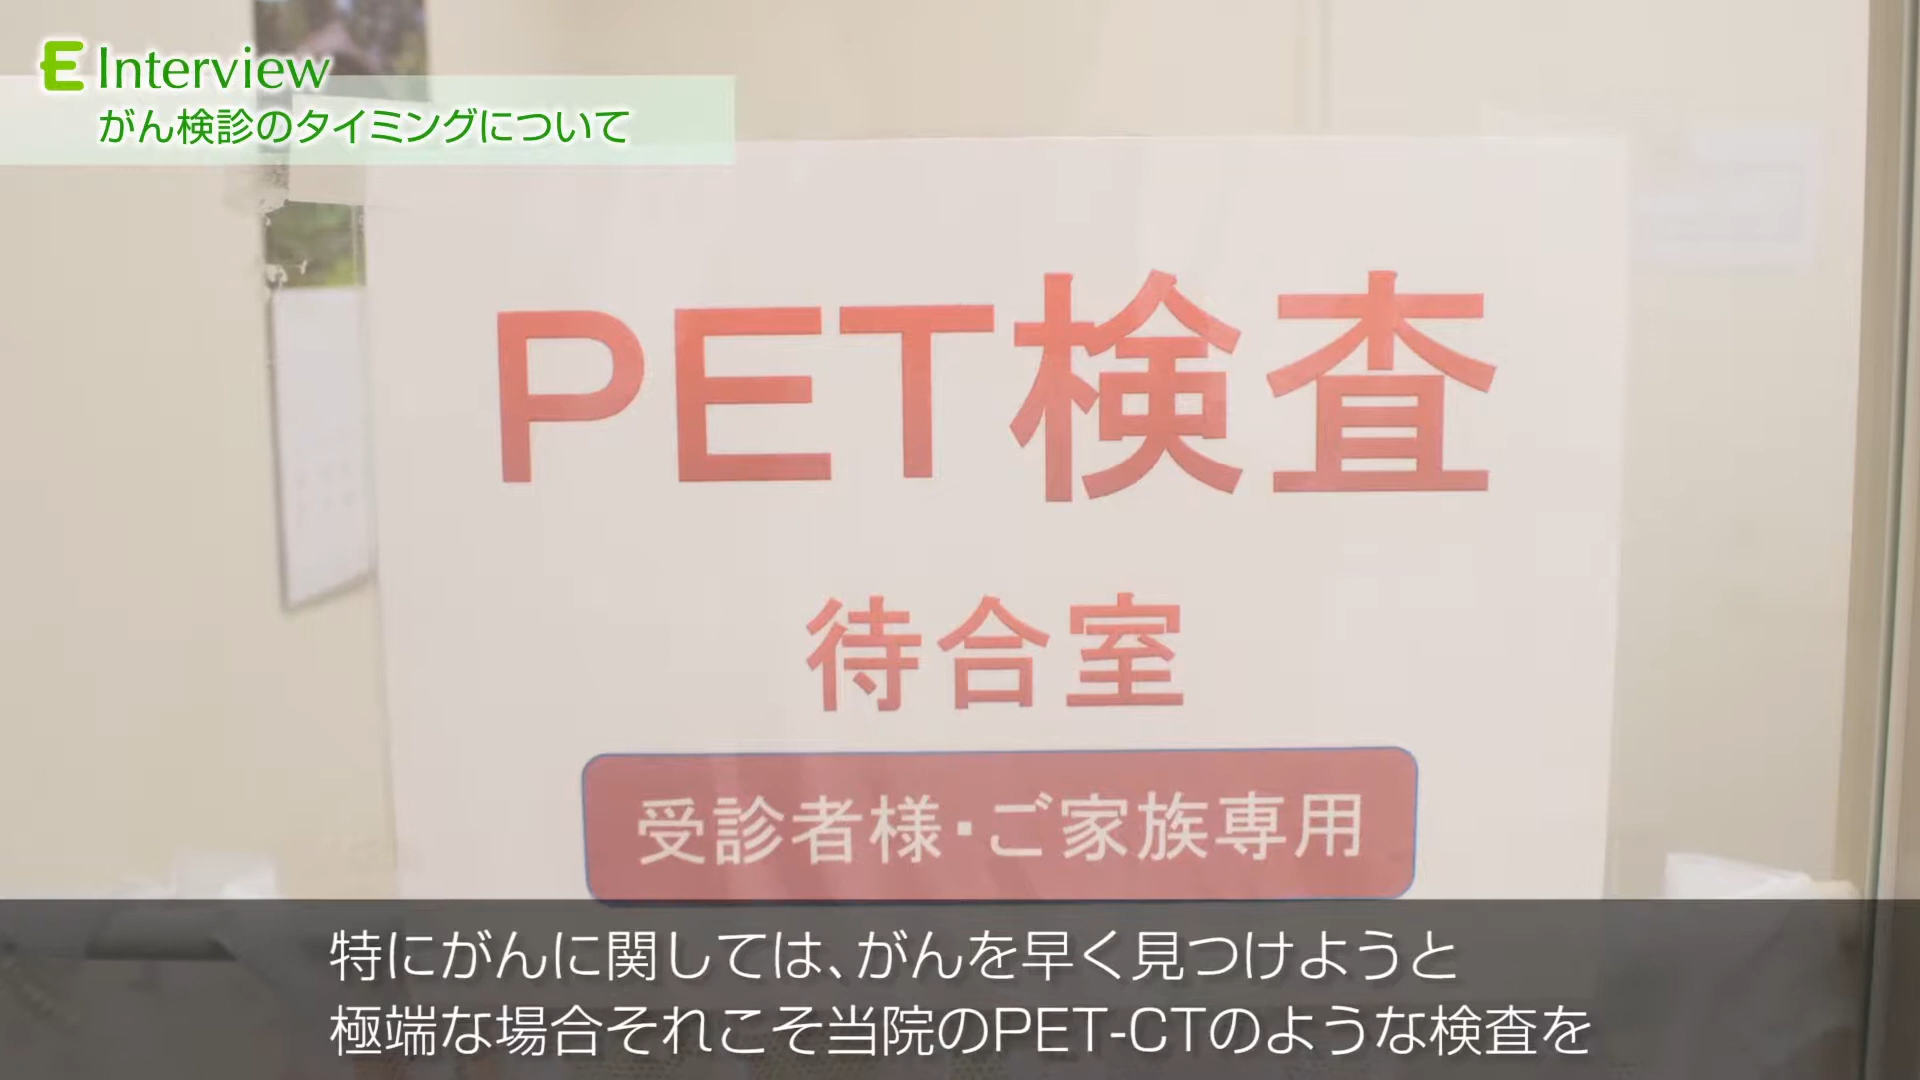 E Interview
がん検診のタイミングについて
PET検査
待合室
受診者様・ご家族専用
特にがんに関しては、がんを早く見つけようと
極端な場合それこそ当院のPET-CTのような検査を